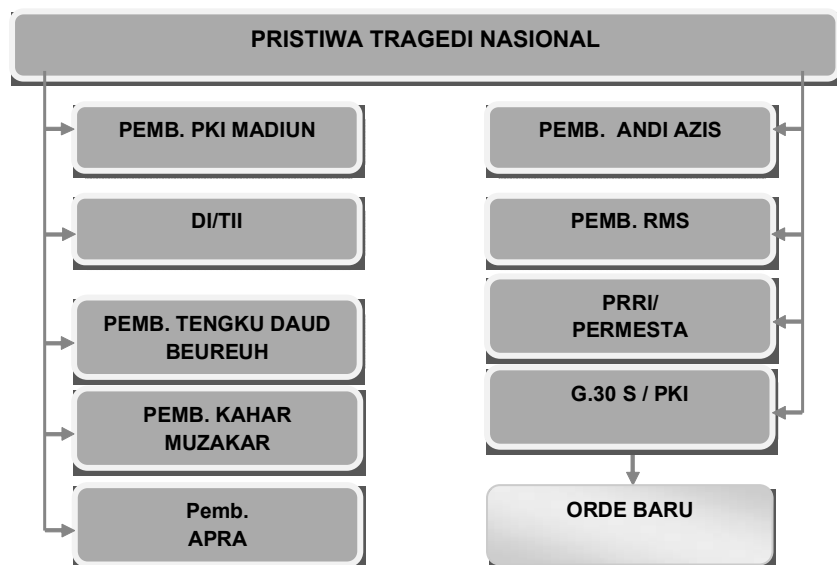 PRISTIWA TRAGEDI NASIONAL
PEMB. PKI MADIUN
DI/TII
PEMB. TENGKU DAUD
BEUREUH
PEMB. KAHAR
MUZAKAR
Pemb.
APRA
PEMB. ANDI AZIS
PEMB. RMS
PRRI/
PERMESTA
G.30 S / PKI
ORDE BARU